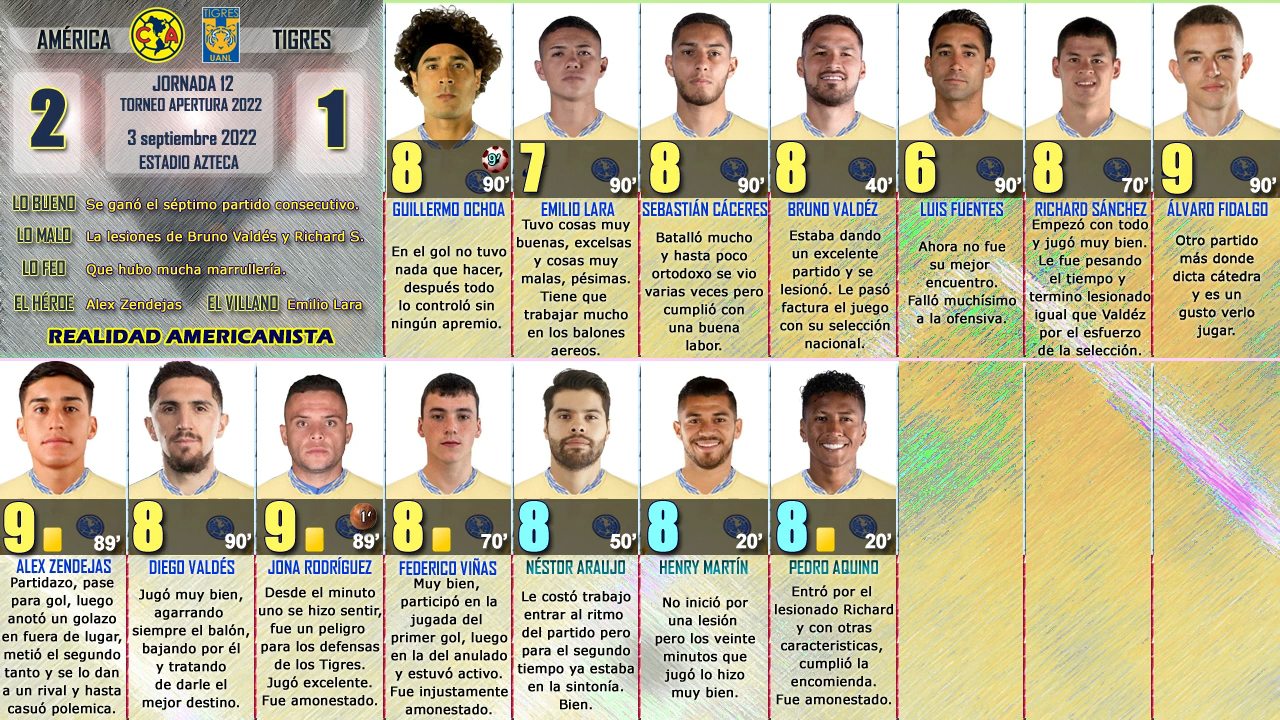 AMÉRICA
CA
TIGRES
UANL
TIGRES
2
JORNADA 12
TORNEO APERTURA 2022
3 septiembre 2022
ESTADIO AZTECA
1
LO BUENO Se ganó el séptimo partido consecutivo.
LO MALO La lesiones de Bruno Valdés y Richard S.
LO FEO Que hubo mucha marrullería.
EL HÉROE Alex Zendejas EL VILLANO Emilio Lara
REALIDAD AMERICANISTA
8
9'
90'
GUILLERMO OCHOA
En el gol no tuvo
nada que hacer,
después todo
lo controló sin
ningún apremio.
7
90'
EMILIO LARA
Tuvo cosas muy
buenas, excelsas
y cosas muy
malas, pésimas.
Tiene que
trabajar mucho
en los balones
aereos.
8
90'
SEBASTIÁN CÁCERES
Batalló mucho
y hasta poco
ortodoxo se vio
varias veces pero
cumplió con
una buena
labor.
8
40'
BRUNO VALDÉZ
Estaba dando
un excelente
partido y se
lesionó. Le pasó
factura el juego
con su selección
nacional.
6
90'
LUIS FUENTES
Ahora no fue
su mejor
encuentro.
Falló muchísimo
a la ofensiva.
8
70'
RICHARD SÁNCHEZ
Empezó con todo
y jugó muy bien.
Le fue pesando
el tiempo y
termino lesionado
igual que Valdéz
por el esfuerzo
de la selección.
9
90'
ÁLVARO FIDALGO
Otro partido
más donde
dicta cátedra
y es un
gusto verlo
jugar.
9
89'
ALEX ZENDEJAS
Partidazo, pase
para gol, luego
anotó un golazo
en fuera de lugar,
metió el segundo
tanto y se lo dan
a un rival y hasta
casuó polemica.
8
90'
DIEGO VALDÉS
Jugó muy bien,
agarrando
siempre el balón,
bajando por él
y tratando
de darle el
mejor destino.
9
1'
89'
JONA RODRÍGUEZ
Desde el minuto
uno se hizo sentir,
fue un peligro
para los defensas
de los Tigres.
Jugó excelente.
Fue amonestado.
8
70'
FEDERICO VIÑAS
Muy bien,
participó en la
jugada del
primer gol, luego
en la del anulado
y estuvó activo.
Fue injustamente
amonestado.
8
50'
NÉSTOR ARAUJO
Le costó trabajo
entrar al ritmo
del partido pero
para el segundo
tiempo ya estaba
en la sintonía.
Bien.
8
20'
HENRY MARTÍN
No inició por
una lesión
pero los veinte
minutos que
jugó lo hizo
muy bien.
8
20'
PEDRO AQUINO
Entró por el
lesionado Richard
y con otras
caracteristicas,
cumplió la
encomienda.
Fue amonestado.